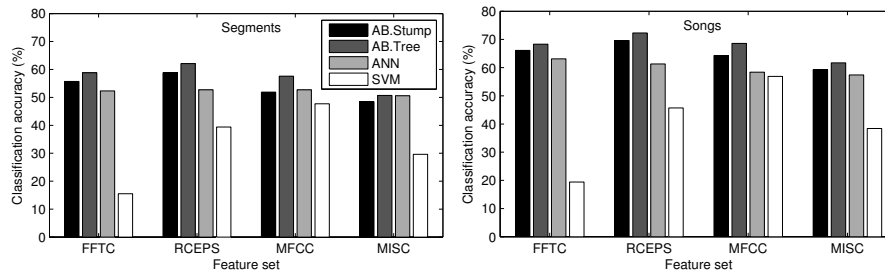 Segments
Classification accuracy (%)
80
70
60
50
40
30
20
10
0
AB.Stump
AB.Tree
ANN
SVM
FFTC RCEPS MFCC MISC
Feature set
Songs
Classification accuracy (%)
80
70
60
50
40
30
20
10
0
FFTC RCEPS MFCC MISC
Feature set